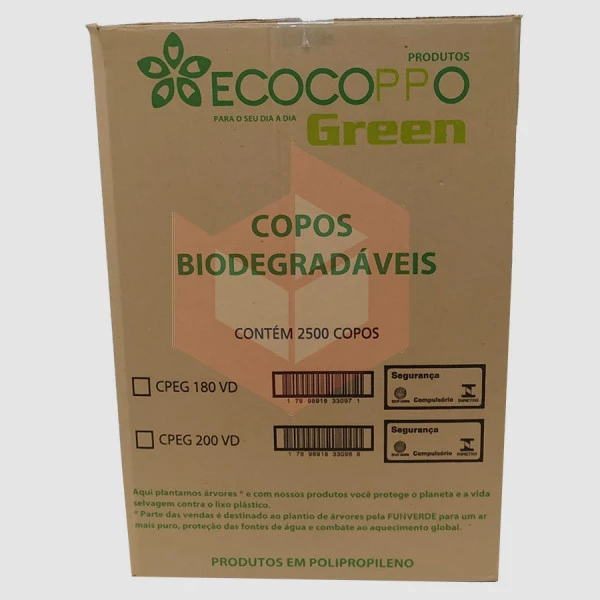 PRODUTOS
ECOCOPPO
PARA O SEU DIA A DIA
Green
COPOS
BIODEGRADÁVEIS
CONTÉM 2500 COPOS
CPEG 180 VD
Segurança
Compulsório
INMETRO
CPEG 200 VD
Segurança
Compulsório
INMETRO
Aqui plantamos árvores * e com nossos produtos você protege o planeta e a vida
selvagem contra o lixo plástico.
* Parte das vendas é destinado ao plantio de árvores pela FUNVERDE para um ar
mais puro, proteção das fontes de água e combate ao aquecimento global.
PRODUTOS EM POLIPROPILENO